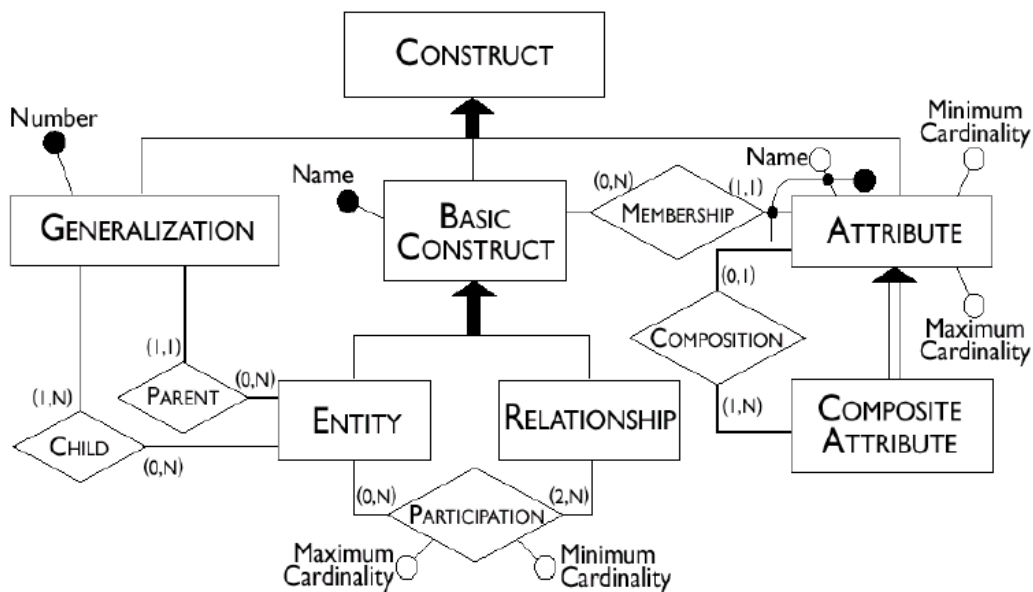 CONSTRUCT
Number
Minimum
Cardinality
Name
Name
(0,N)
(1,1)
GENERALIZATION
BASIC
CONSTRUCT
MEMBERSHIP
ATTRIBUTE
(0,1)
Maximum
Cardinality
COMPOSITION
(1,1)
(0,N)
PARENT
(1,N)
(1,N)
CHILD
(0,N)
ENTITY
RELATIONSHIP
COMPOSITE
ATTRIBUTE
(0,N)
(2,N)
PARTICIPATION
Maximum
Cardinality
Minimum
Cardinality